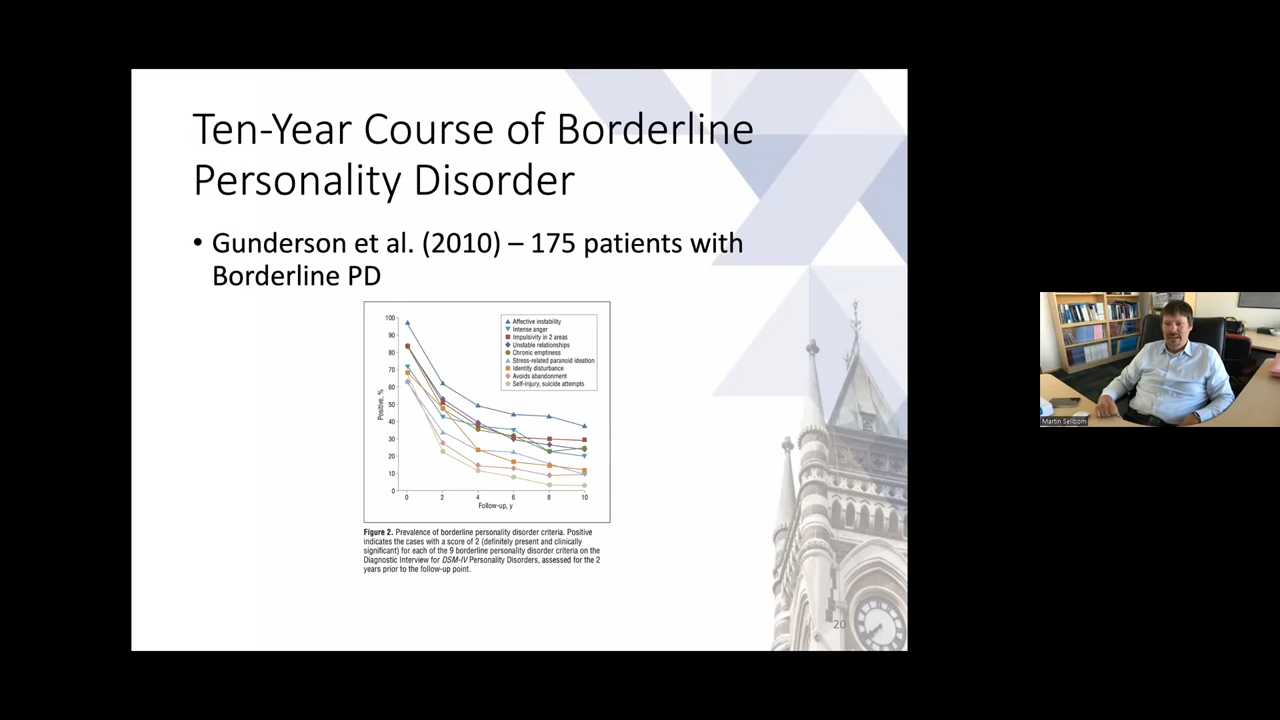 Ten-Year Course of Borderline
Personality Disorder
• Gunderson et al. (2010) – 175 patients with
Borderline PD
100
90
80
70
60
50
40
30
20
10
0
Positive, %
0 2 4 6 8 10
Follow-up, y
Affective instability
Intense anger
Impulsivity in 2 areas
Unstable relationships
Chronic emptiness
Stress-related paranoid ideation
Identity disturbance
Avoids abandonment
Self-injury, suicide attempts
Figure 2. Prevalence of borderline personality disorder criteria. Positive
indicates the cases with a score of 2 (definitely present and clinically
significant) for each of the 9 borderline personality disorder criteria on the
Diagnostic Interview for DSM-IV Personality Disorders, assessed for the 2
years prior to the follow-up point.
20
Martin Sellbom